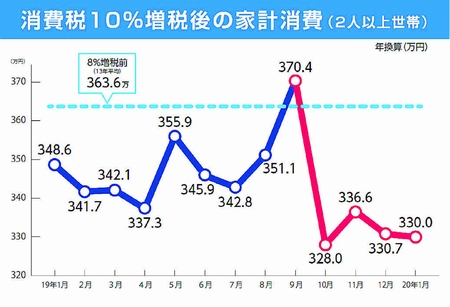 消費税10%増税後の家計消費（2人以上世帯）
年換算（万円）
（万円）
370
360
350
340
330
320
8%増税前
（13年平均）
363.6万
348.6
341.7
342.1
337.3
355.9
345.9
342.8
351.1
370.4
328.0
336.6
330.7
330.0
19年1月
2月
3月
4月
5月
6月
7月
8月
9月
10月
11月
12月
20年1月